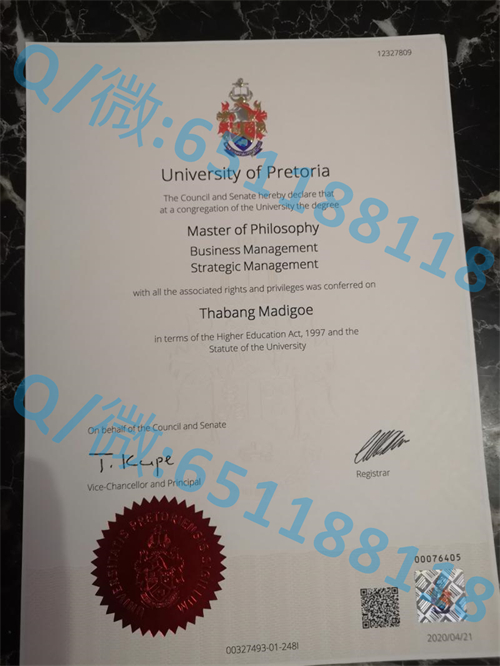 12327809
University of Pretoria
The Council and Senate hereby declare that
at a congregation of the University the degree
Master of Philosophy
Business Management
Strategic Management
with all the associated rights and privileges was conferred on
Thabang Madigoe
in terms of the Higher Education Act, 1997 and the
Statute of the University
On behalf of the Council and Senate
T. Kupe
Vice-Chancellor and Principal
Registrar
00076405
2020/04/21
00327493-01-248I
Q/微:651188118
Q/微:651188118